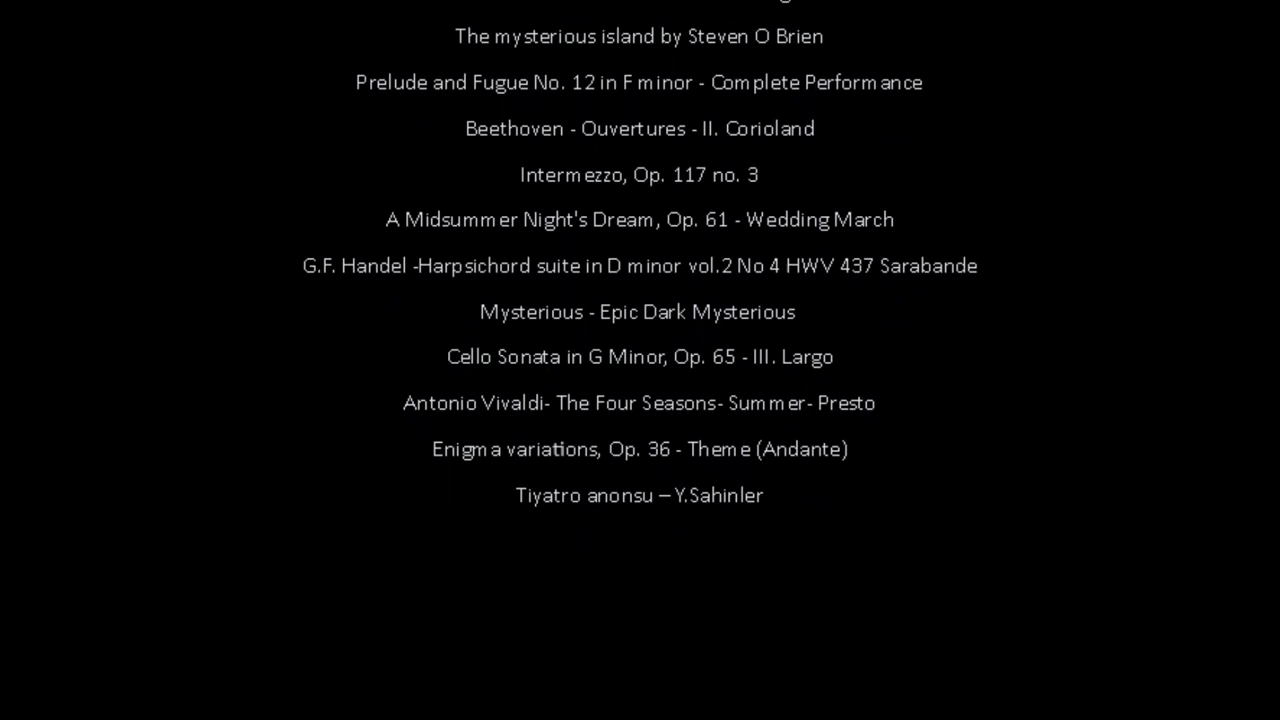 The mysterious island by Steven O Brien
Prelude and Fugue No. 12 in F minor - Complete Performance
Beethoven - Ouvertures - II. Corioland
Intermezzo, Op. 117 no. 3
A Midsummer Night's Dream, Op. 61 - Wedding March
G.F. Handel -Harpsichord suite in D minor vol.2 No 4 HWV 437 Sarabande
Mysterious - Epic Dark Mysterious
Cello Sonata in G Minor, Op. 65 - III. Largo
Antonio Vivaldi- The Four Seasons- Summer- Presto
Enigma variations, Op. 36 - Theme (Andante)
Tiyatro anonsu – Y.Sahinler